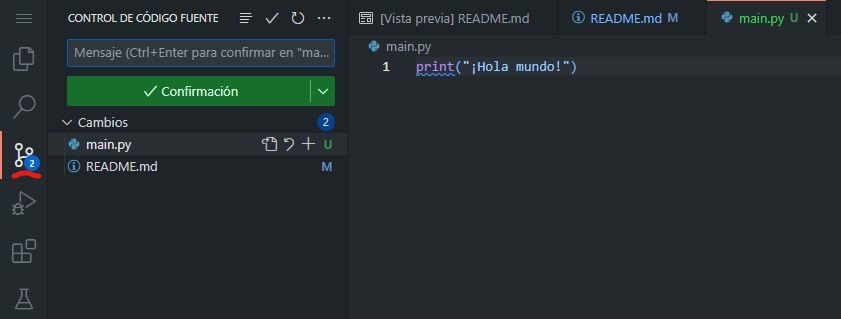 CONTROL DE CÓDIGO FUENTE
[Vista previa] README.md
README.md M
main.py U
Mensaje (Ctrl+Enter para confirmar en "ma...
main.py
1 print("¡Hola mundo!")
Confirmación
Cambios 2
main.py U
2
README.md M